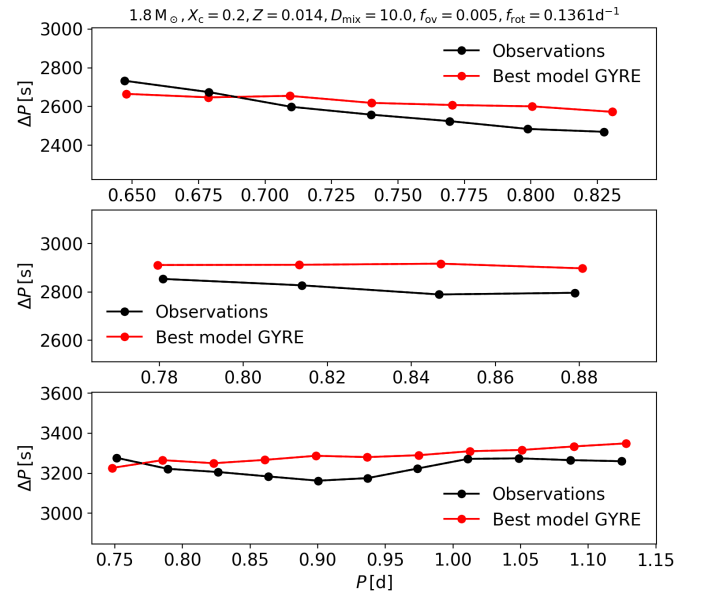 1.8 M⊙, Xc = 0.2, Z = 0.014, Dmix = 10.0, fov = 0.005, frot = 0.1361d⁻¹
3000
2800
2600
2400
ΔP [s]
Observations
Best model GYRE
0.650 0.675 0.700 0.725 0.750 0.775 0.800 0.825
3000
2800
2600
ΔP [s]
Observations
Best model GYRE
0.78 0.80 0.82 0.84 0.86 0.88
3600
3400
3200
3000
ΔP [s]
Observations
Best model GYRE
0.75 0.80 0.85 0.90 0.95 1.00 1.05 1.10 1.15
P [d]